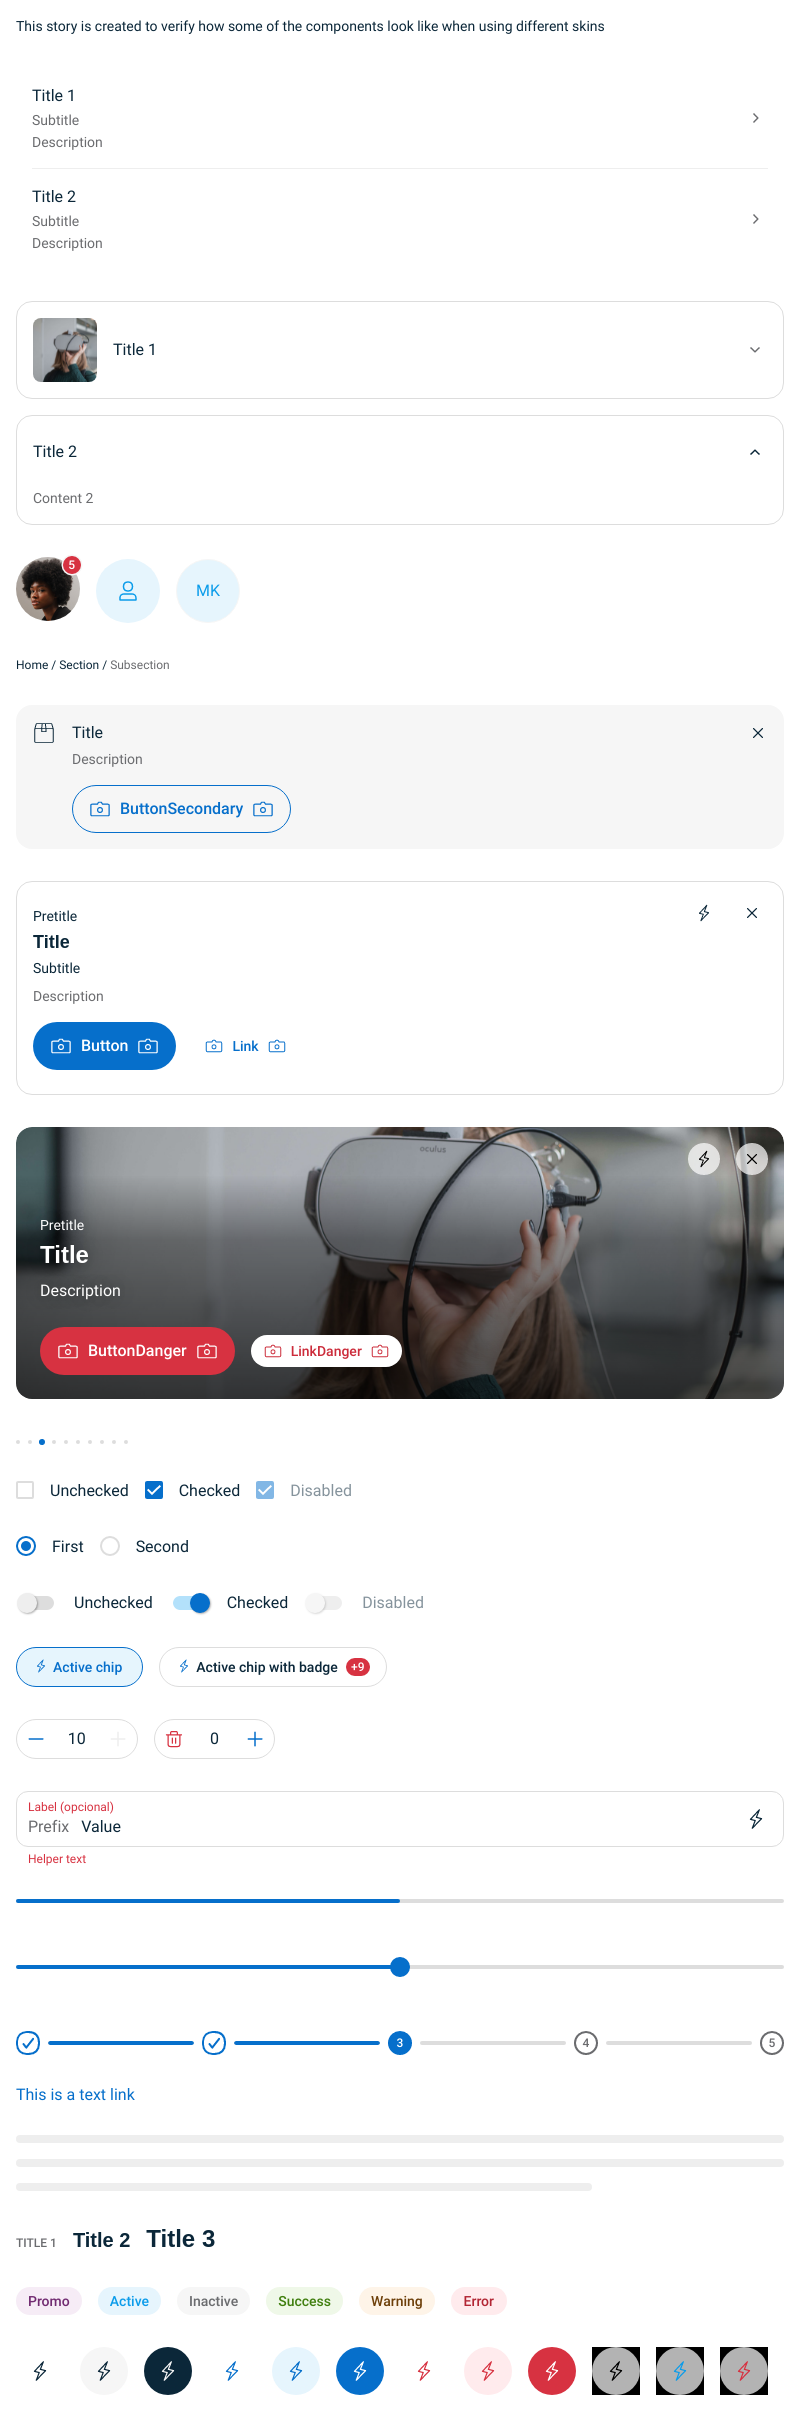 This story is created to verify how some of the components look like when using different skins
Title 1
Subtitle
Description
Title 2
Subtitle
Description
Title 1
Title 2
Content 2
5
MK
Home / Section / Subsection
Title
Description
ButtonSecondary
Pretitle
Title
Subtitle
Description
Button Link
oculus
Pretitle
Title
Description
ButtonDanger LinkDanger
Unchecked Checked Disabled
First Second
Unchecked Checked Disabled
Active chip Active chip with badge +9
10 0
Label (opcional)
Prefix Value
Helper text
3 4 5
This is a text link
TITLE 1 Title 2 Title 3
Promo Active Inactive Success Warning Error